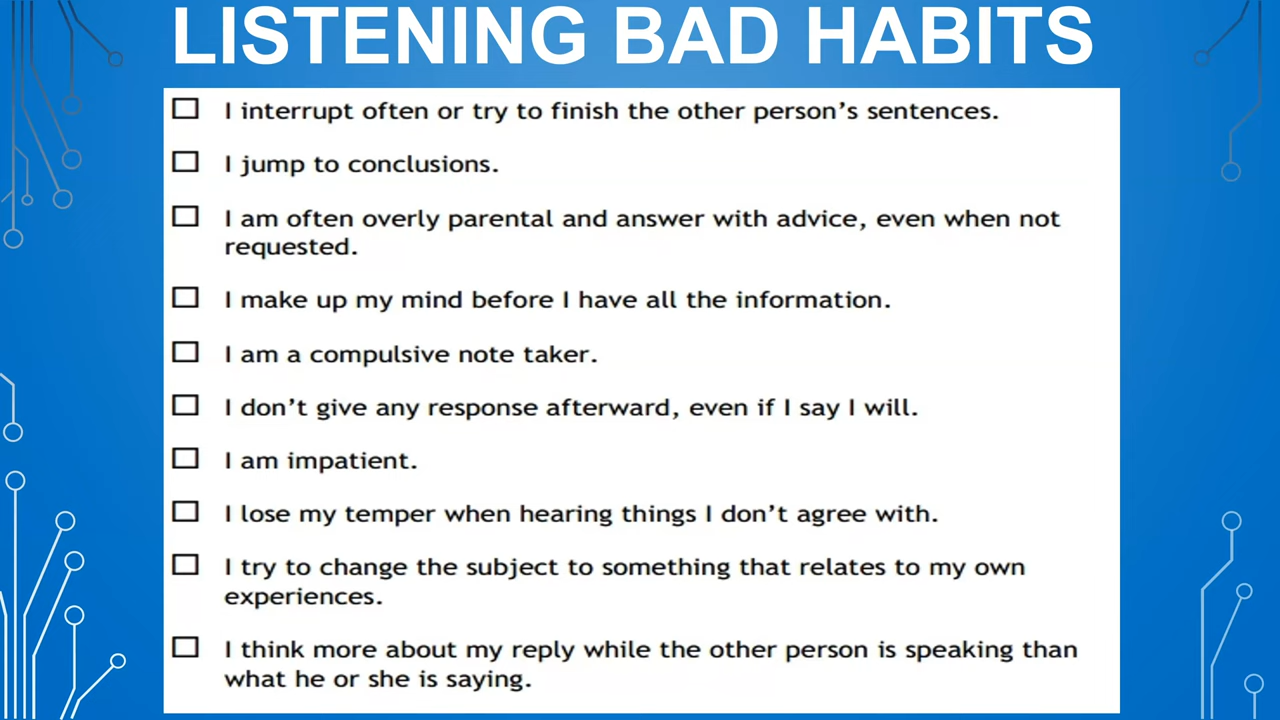 LISTENING BAD HABITS
I interrupt often or try to finish the other person’s sentences.
I jump to conclusions.
I am often overly parental and answer with advice, even when not
requested.
I make up my mind before I have all the information.
I am a compulsive note taker.
I don’t give any response afterward, even if I say I will.
I am impatient.
I lose my temper when hearing things I don’t agree with.
I try to change the subject to something that relates to my own
experiences.
I think more about my reply while the other person is speaking than
what he or she is saying.